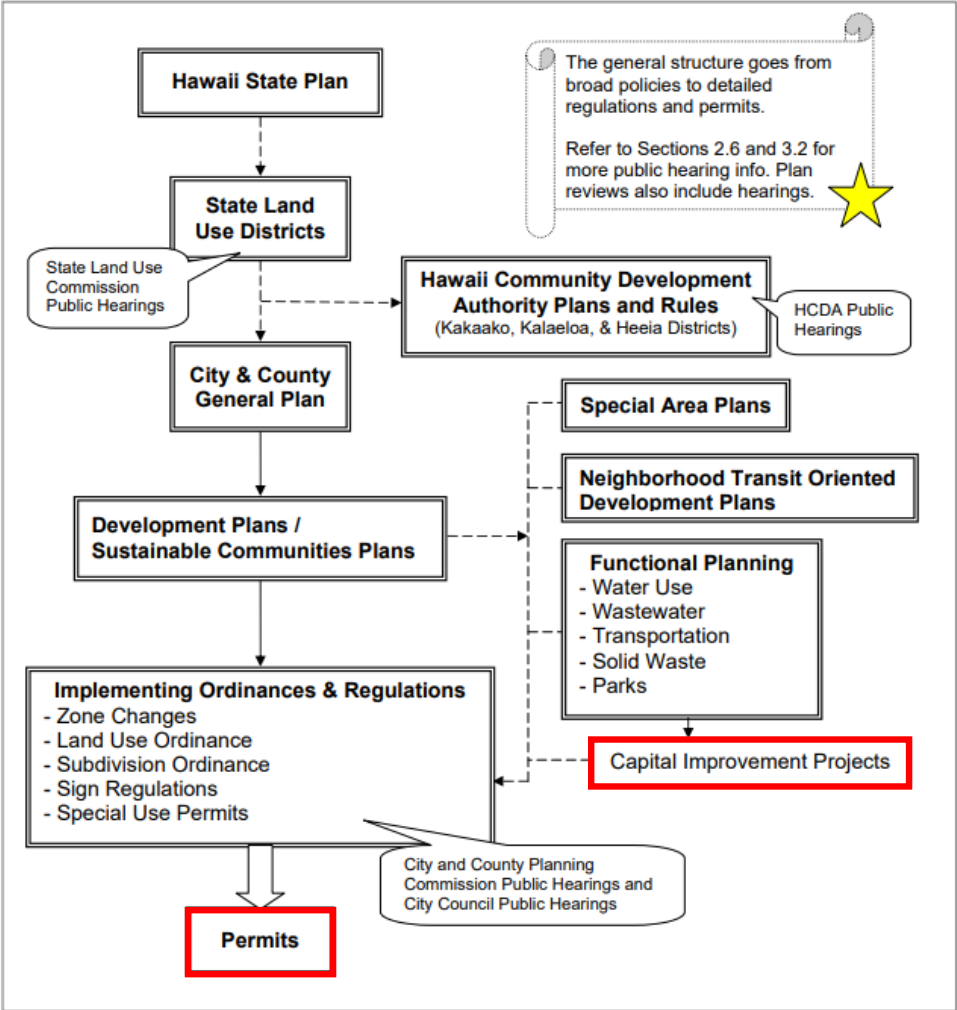 Hawaii State Plan
The general structure goes from
broad policies to detailed
regulations and permits.
Refer to Sections 2.6 and 3.2 for
more public hearing info. Plan
reviews also include hearings.
State Land
Use Districts
State Land Use
Commission
Public Hearings
Hawaii Community Development
Authority Plans and Rules
(Kakaako, Kalaeloa, & Heeia Districts)
HCDA Public
Hearings
City & County
General Plan
Special Area Plans
Neighborhood Transit Oriented
Development Plans
Development Plans /
Sustainable Communities Plans
Functional Planning
- Water Use
- Wastewater
- Transportation
- Solid Waste
- Parks
Implementing Ordinances & Regulations
- Zone Changes
- Land Use Ordinance
- Subdivision Ordinance
- Sign Regulations
- Special Use Permits
Capital Improvement Projects
City and County Planning
Commission Public Hearings and
City Council Public Hearings
Permits